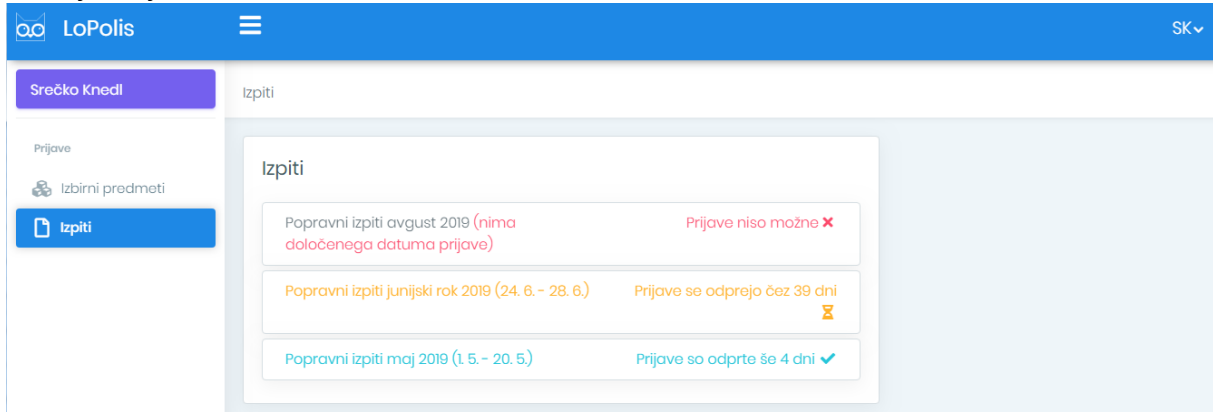 LoPolis
SK
Srečko Knedl
Izpiti
Prijave
Izbirni predmeti
Izpiti
Izpiti
Popravni izpiti avgust 2019 (nima
določenega datuma prijave)
Prijave niso možne
Popravni izpiti junijski rok 2019 (24. 6. - 28. 6.)
Prijave se odprejo čez 39 dni
Popravni izpiti maj 2019 (1. 5. - 20. 5.)
Prijave so odprte še 4 dni